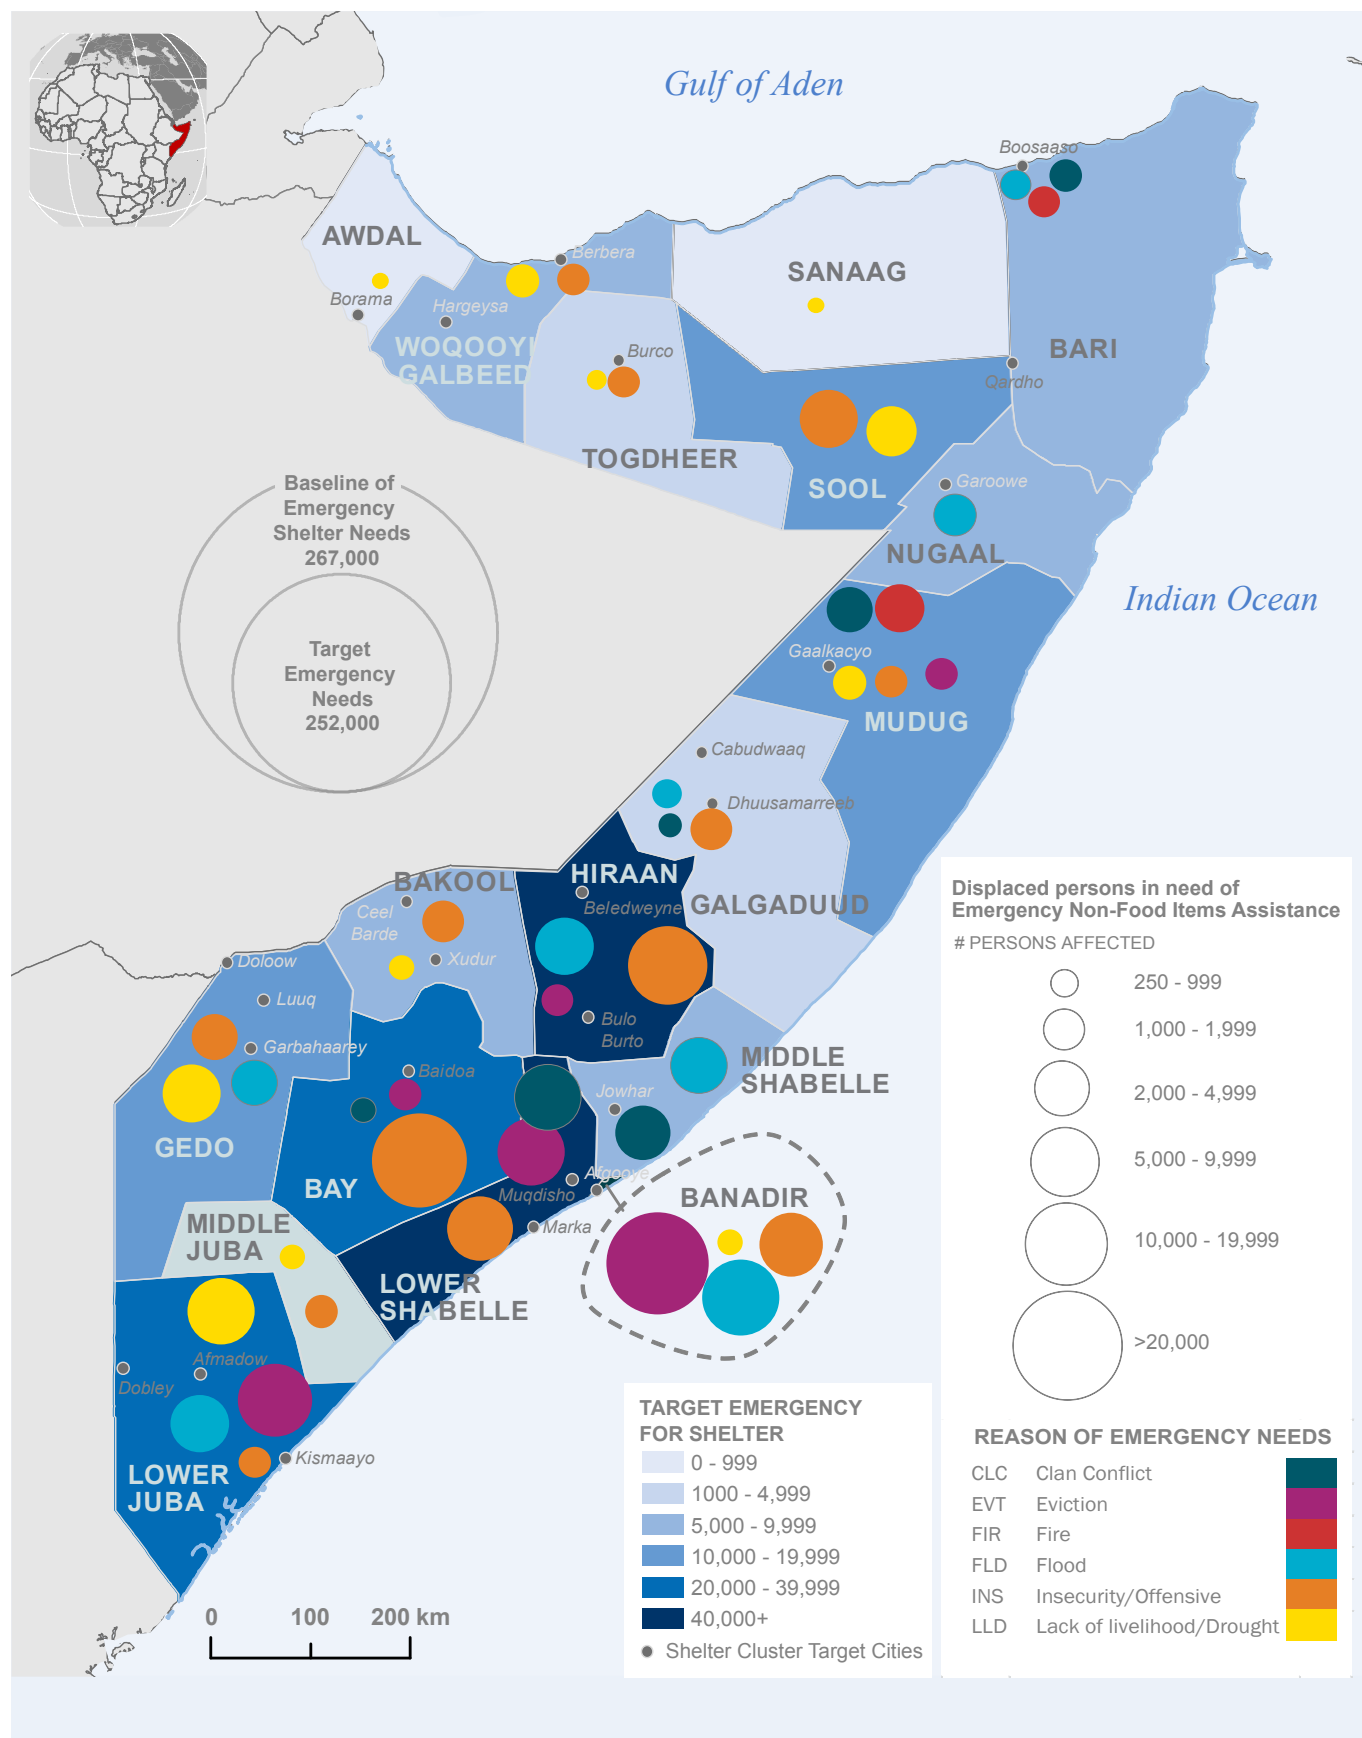 Gulf of Aden
Boosaaso
AWDAL
Berbera
SANAAG
Borama
Hargeysa
WOQOOYI
GALBEED
Burco
BARI
Qardho
TOGDHEER
SOOL
Garoowe
NUGAAL
Baseline of
Emergency
Shelter Needs
267,000
Target
Emergency
Needs
252,000
Indian Ocean
Gaalkacyo
MUDUG
Cabudwaaq
Dhuusamarreeb
HIRAAN
Beledweyne
GALGADUUD
BAKOOL
Ceel
Barde
Xudur
Doloow
Luuq
Garbahaarey
Bulo
Burto
MIDDLE
SHABELLE
Jowhar
Baidoa
GEDO
BAY
Afgooye
Muqdisho
Marka
BANADIR
MIDDLE
JUBA
LOWER
SHABELLE
Afmadow
Dobley
Kismaayo
LOWER
JUBA
0 100 200 km
TARGET EMERGENCY
FOR SHELTER
0 - 999
1000 - 4,999
5,000 - 9,999
10,000 - 19,999
20,000 - 39,999
40,000+
Shelter Cluster Target Cities
Displaced persons in need of
Emergency Non-Food Items Assistance
# PERSONS AFFECTED
250 - 999
1,000 - 1,999
2,000 - 4,999
5,000 - 9,999
10,000 - 19,999
>20,000
REASON OF EMERGENCY NEEDS
CLC Clan Conflict
EVT Eviction
FIR Fire
FLD Flood
INS Insecurity/Offensive
LLD Lack of livelihood/Drought